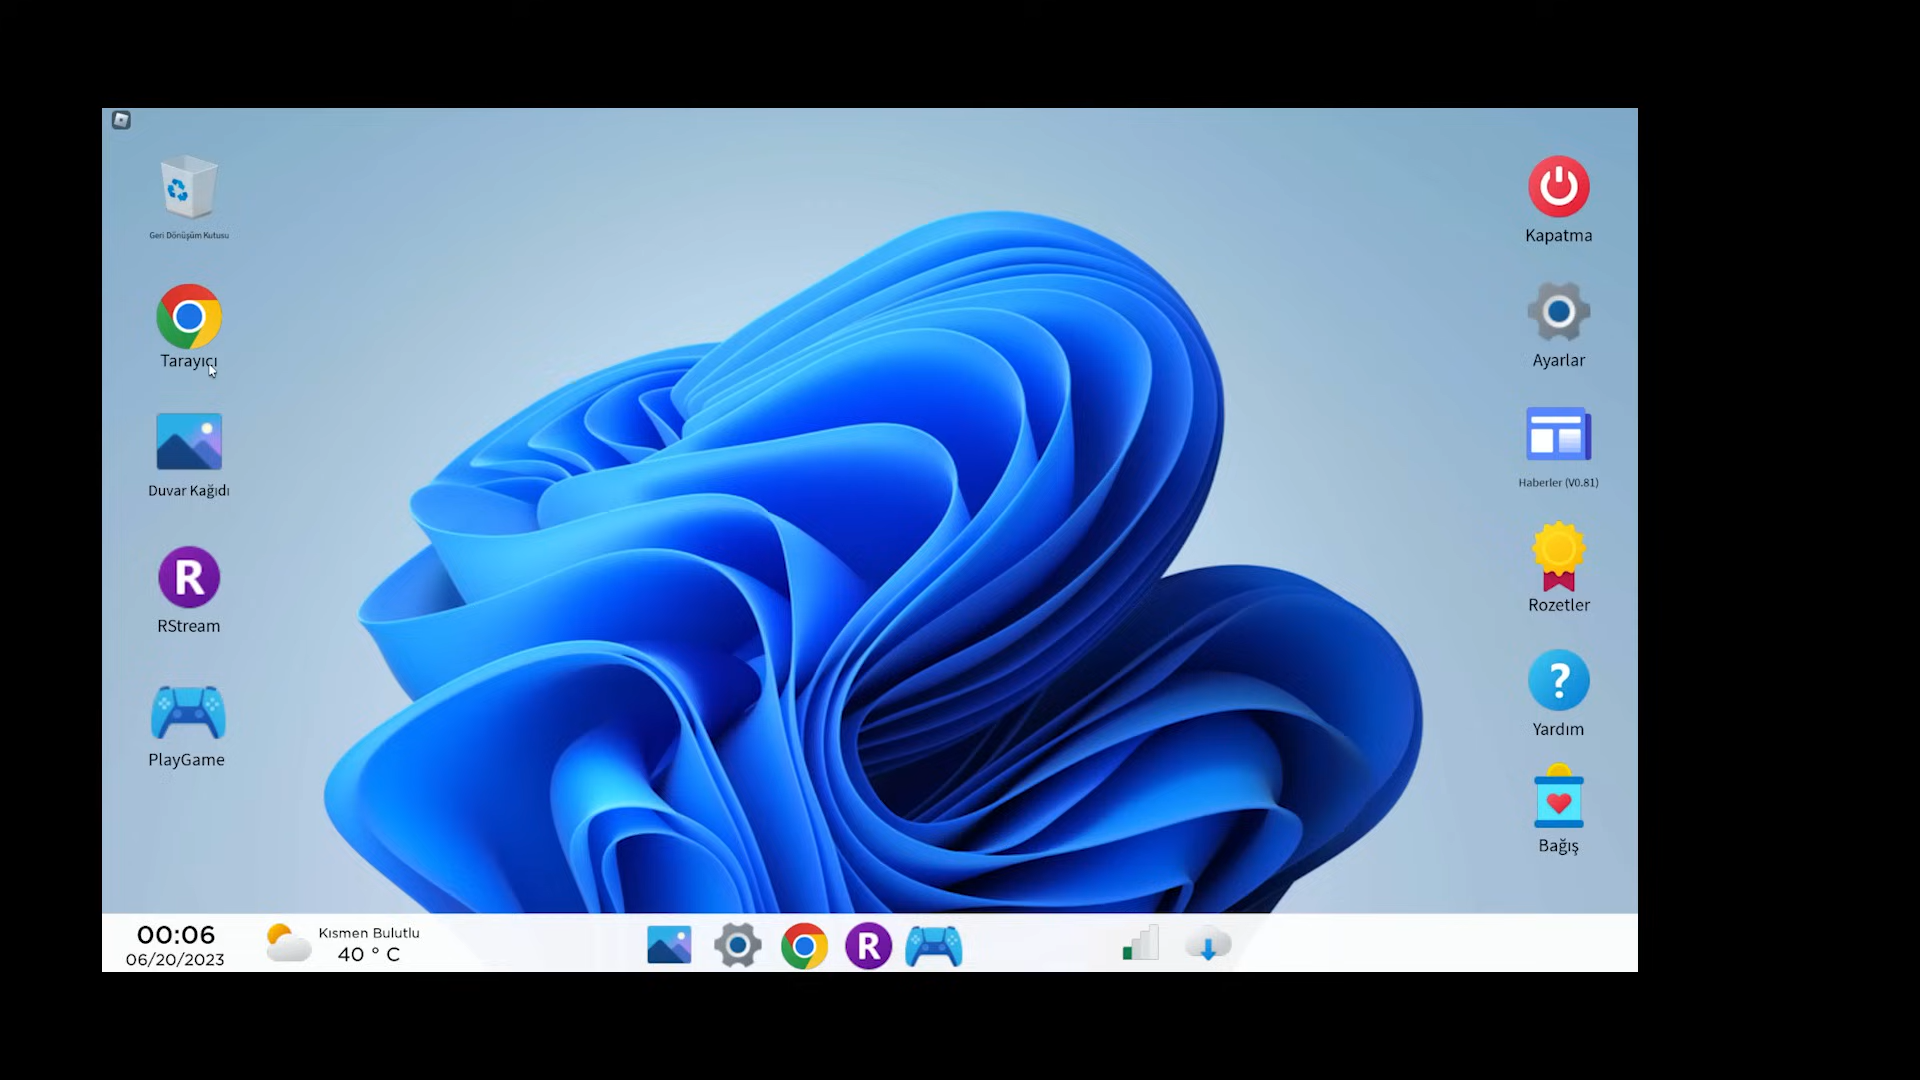 Geri Dönüşüm Kutusu
Tarayıcı
Duvar Kağıdı
R
RStream
PlayGame
Kapatma
Ayarlar
Haberler (V0.81)
Rozetler
?
Yardım
Bağış
00:06
06/20/2023
Kısmen Bulutlu
40 ° C
R